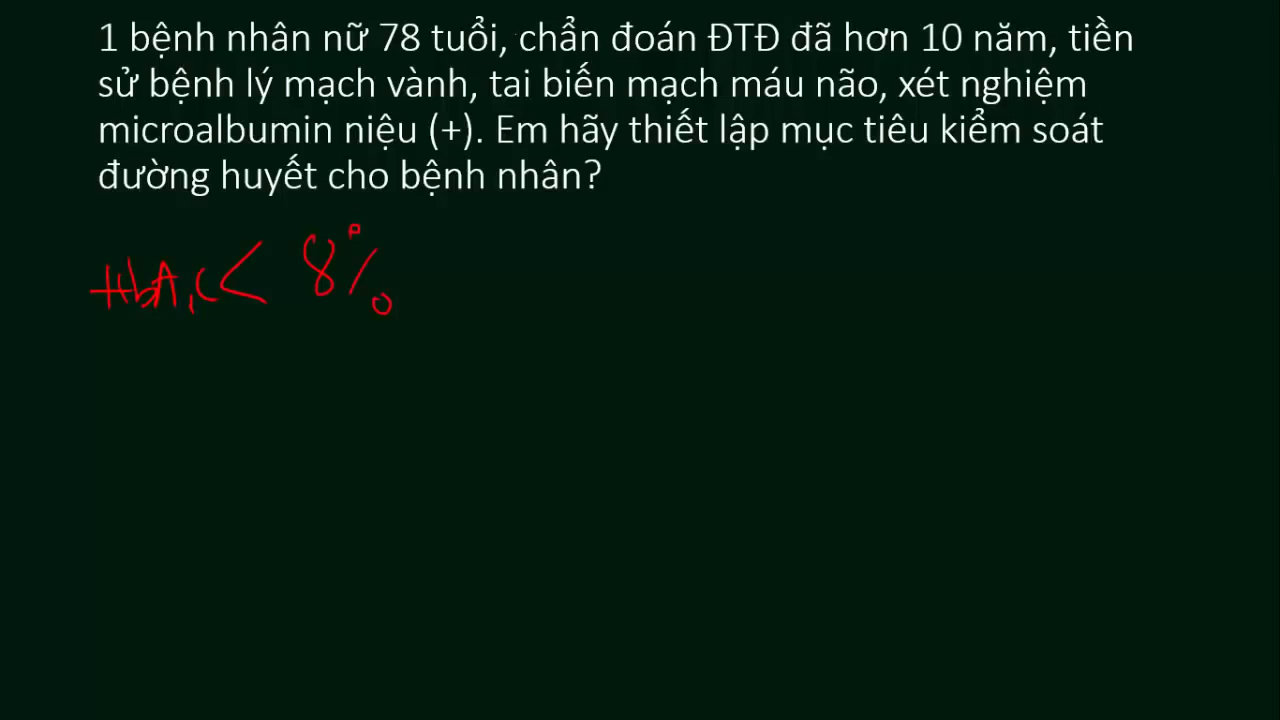 1 bệnh nhân nữ 78 tuổi, chẩn đoán ĐTĐ đã hơn 10 năm, tiền
sử bệnh lý mạch vành, tai biến mạch máu não, xét nghiệm
microalbumin niệu (+). Em hãy thiết lập mục tiêu kiểm soát
đường huyết cho bệnh nhân?
HbA1C < 8%